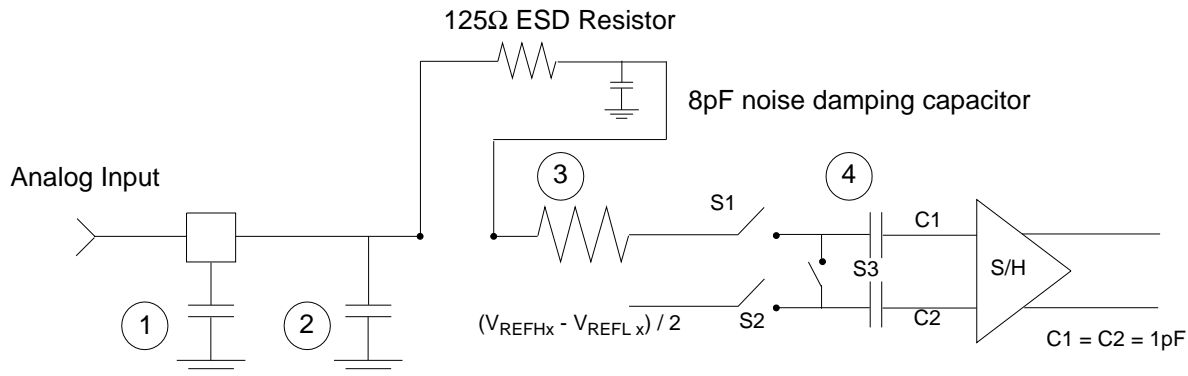 125Ω ESD Resistor
8pF noise damping capacitor
Analog Input
3
4
S1
C1
S3
S/H
1
2
(VREFHx - VREFL x) / 2
S2
C2
C1 = C2 = 1pF